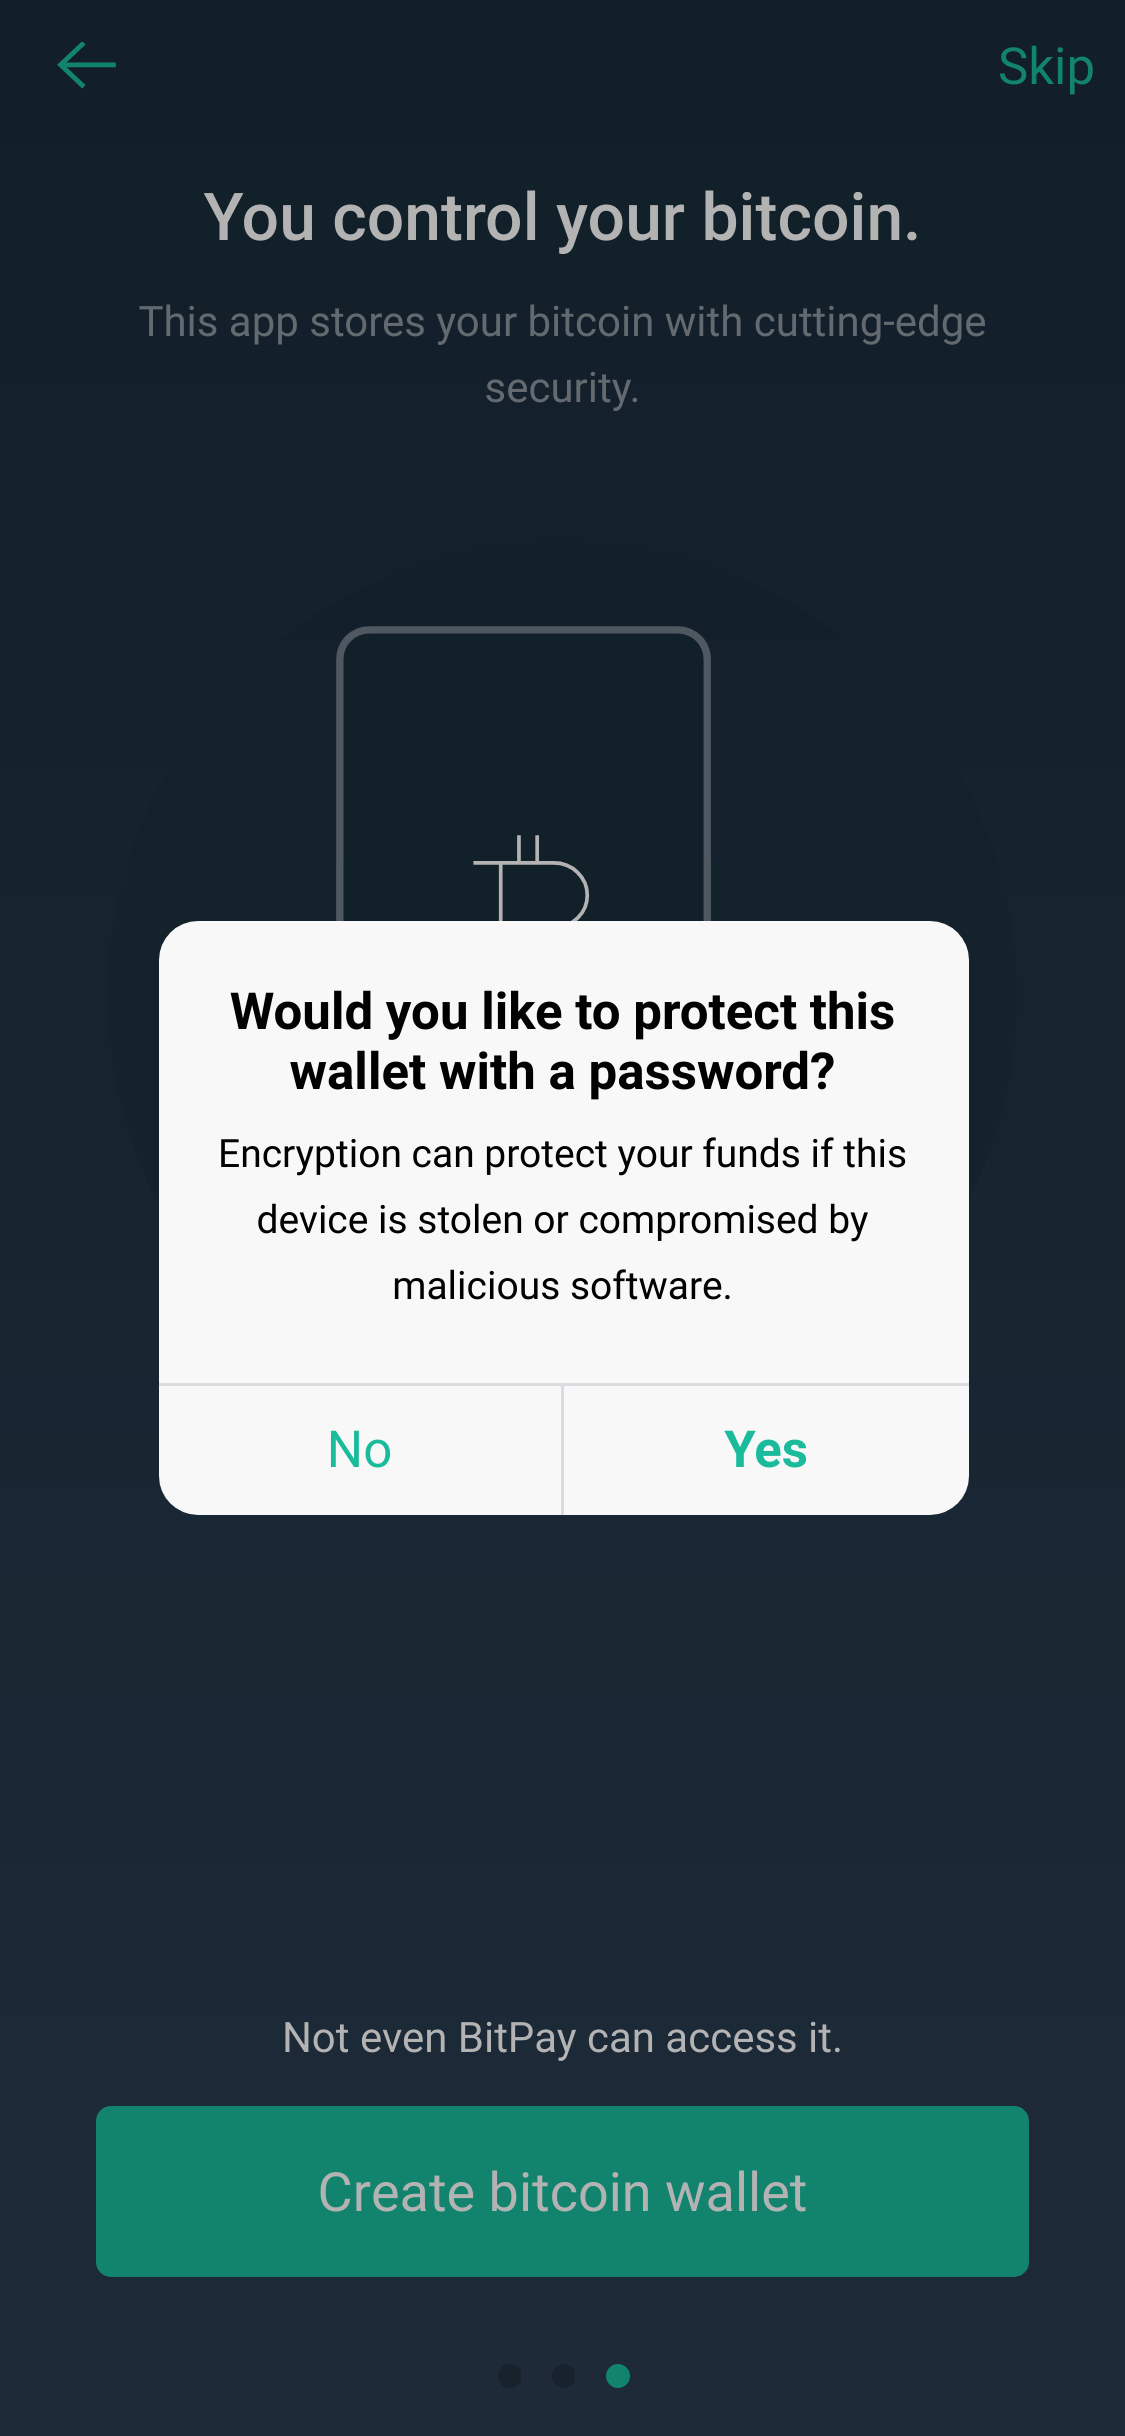 Skip
You control your bitcoin.
This app stores your bitcoin with cutting-edge
security.
Would you like to protect this
wallet with a password?
Encryption can protect your funds if this
device is stolen or compromised by
malicious software.
No
Yes
Not even BitPay can access it.
Create bitcoin wallet